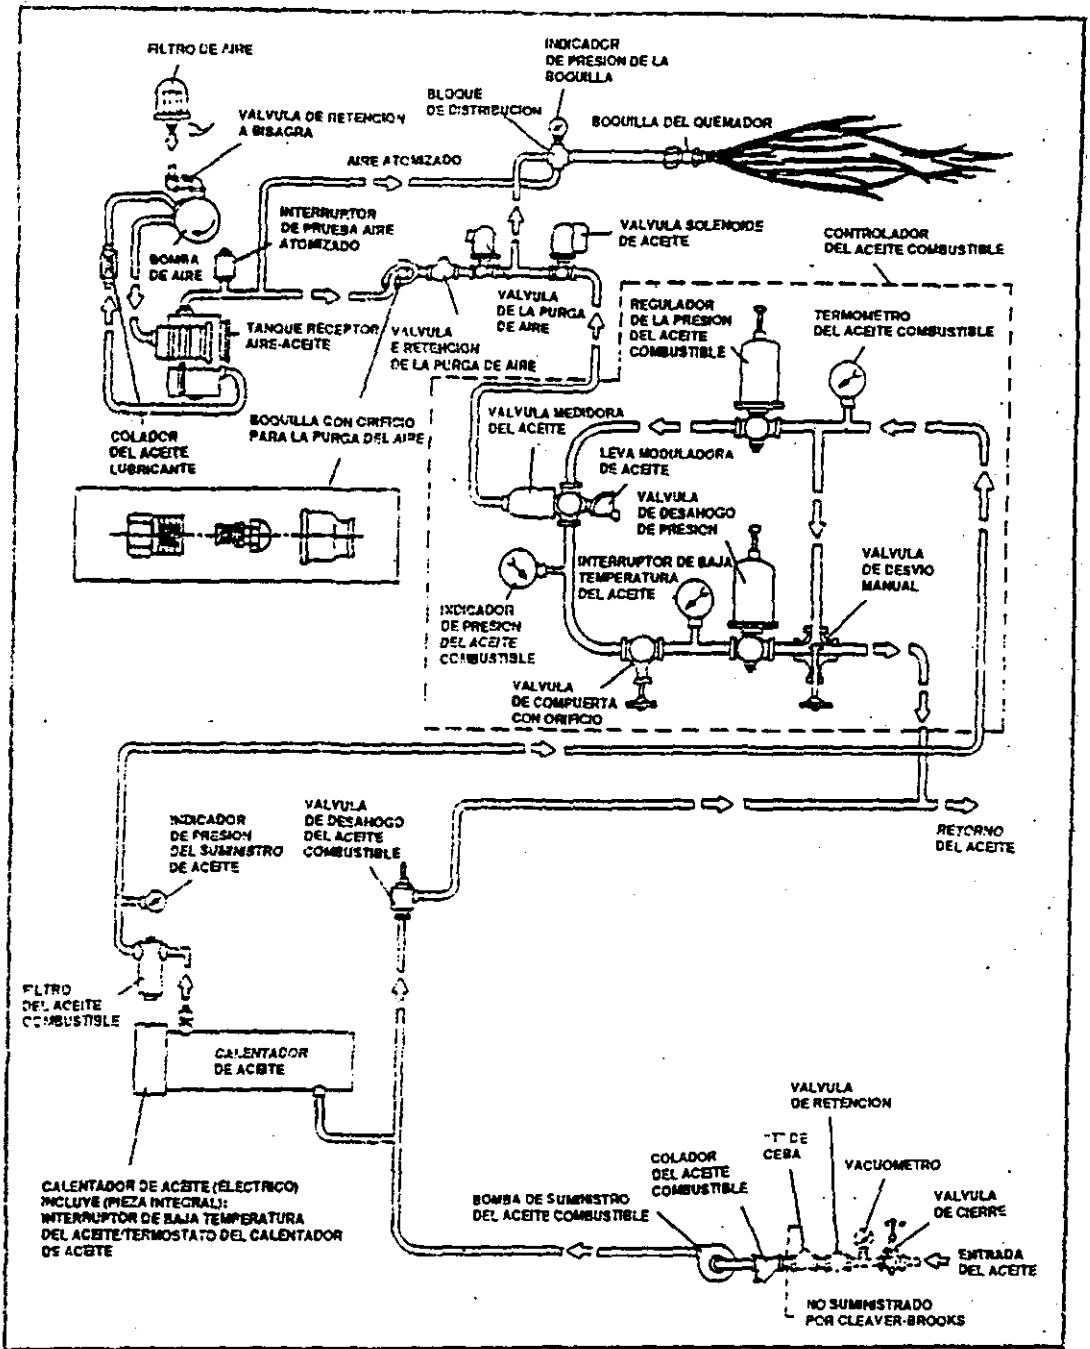 FILTRO DE AIRE
VALVULA DE RETENCION
A BISAGRA
INDICADOR
DE PRESION DE LA
BOQUILLA
BLOQUE
DE DISTRIBUCION
BOQUILLA DEL QUEMADOR
AIRE ATOMIZADO
INTERRUPTOR
DE PRUEBA AIRE
ATOMIZADO
VALVULA SOLENOIDE
DE ACEITE
CONTROLADOR
DEL ACEITE COMBUSTIBLE
BOMBA
DE AIRE
VALVULA
DE LA PURGA
DE AIRE
REGULADOR
DE LA PRESION
DEL ACEITE
COMBUSTIBLE
TERMOMETRO
DEL ACEITE COMBUSTIBLE
TANQUE RECEPTOR
AIRE-ACEITE
VALVULA
E RETENCION
DE LA PURGA DE AIRE
COLADOR
DEL ACEITE
LUBRICANTE
BOQUILLA CON ORIFICIO
PARA LA PURGA DEL AIRE
VALVULA MEDIDORA
DEL ACEITE
LEVA MODULADORA
DE ACEITE
VALVULA
DE DESAHOGO
DE PRESION
INTERRUPTOR DE BAJA
TEMPERATURA
DEL ACEITE
VALVULA
DE DESVIO
MANUAL
INDICADOR
DE PRESION
DEL ACEITE
COMBUSTIBLE
VALVULA
DE COMPUERTA
CON ORIFICIO
INDICADOR
DE PRESION
DEL SUMINISTRO
DE ACEITE
VALVULA
DE DESAHOGO
DEL ACEITE
COMBUSTIBLE
RETORNO
DEL ACEITE
FILTRO
DEL ACEITE
COMBUSTIBLE
CALENTADOR
DE ACEITE
CALENTADOR DE ACEITE (ELECTRICO)
INCLUYE (PIEZA INTEGRAL):
INTERRUPTOR DE BAJA TEMPERATURA
DEL ACEITE/TERMOSTATO DEL CALENTADOR
DE ACEITE
BOMBA DE SUMINISTRO
DEL ACEITE COMBUSTIBLE
COLADOR
DEL ACEITE
COMBUSTIBLE
DE
CEBA
VALVULA
DE RETENCION
VACUOMETRO
VALVULA
DE CIERRE
ENTRADA
DEL ACEITE
NO SUMINISTRADO
POR CLEAVER-BROOKS